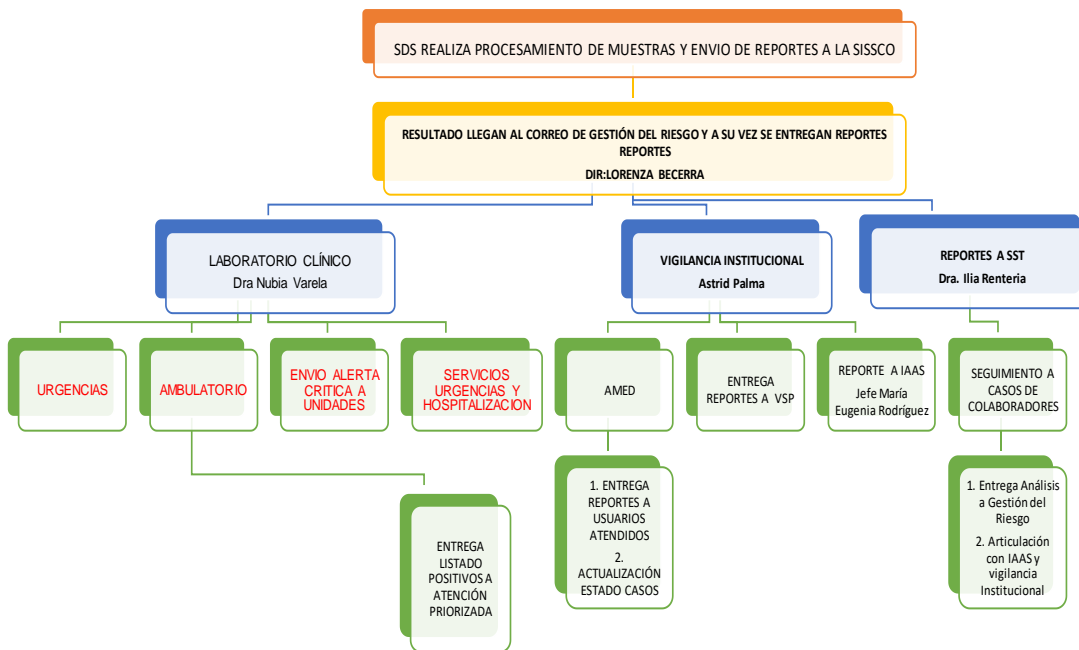 SDS REALIZA PROCESAMIENTO DE MUESTRAS Y ENVIO DE REPORTES A LA SISSCO
RESULTADO LLEGAN AL CORREO DE GESTIÓN DEL RIESGO Y A SU VEZ SE ENTREGAN REPORTES
REPORTES
DIR:LORENZA BECERRA
LABORATORIO CLÍNICO
Dra Nubia Varela
VIGILANCIA INSTITUCIONAL
Astrid Palma
REPORTES A SST
Dra. Ilia Renteria
URGENCIAS
AMBULATORIO
ENVIO ALERTA
CRITICA A
UNIDADES
SERVICIOS
URGENCIAS Y
HOSPITALIZACION
AMED
ENTREGA
REPORTES A VSP
REPORTE A IAAS
Jefe María
Eugenia Rodríguez
SEGUIMIENTO A
CASOS DE
COLABORADORES
ENTREGA
LISTADO
POSITIVOS A
ATENCIÓN
PRIORIZADA
1. ENTREGA
REPORTES A
USUARIOS
ATENDIDOS
2.
ACTUALIZACIÓN
ESTADO CASOS
1. Entrega Análisis
a Gestión del
Riesgo
2. Articulación
con IAAS y
vigilancia
Institucional